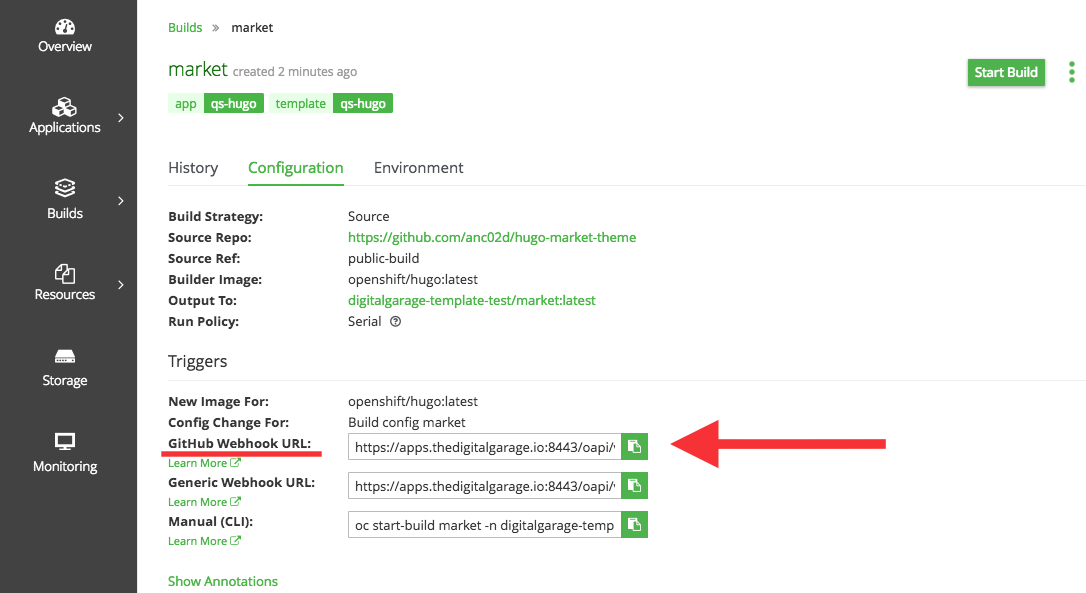 Overview
Applications
Builds
Resources
Storage
Monitoring
Builds » market
market created 2 minutes ago
Start Build
app qs-hugo template qs-hugo
History Configuration Environment
Build Strategy: Source
Source Repo: https://github.com/anc02d/hugo-market-theme
Source Ref: public-build
Builder Image: openshift/hugo:latest
Output To: digitalgarage-template-test/market:latest
Run Policy: Serial
Triggers
New Image For: openshift/hugo:latest
Config Change For: Build config market
GitHub Webhook URL: https://apps.thedigitalgarage.io:8443/oapi/
Learn More
Generic Webhook URL: https://apps.thedigitalgarage.io:8443/oapi/
Learn More
Manual (CLI): oc start-build market -n digitalgarage-temp
Learn More
Show Annotations